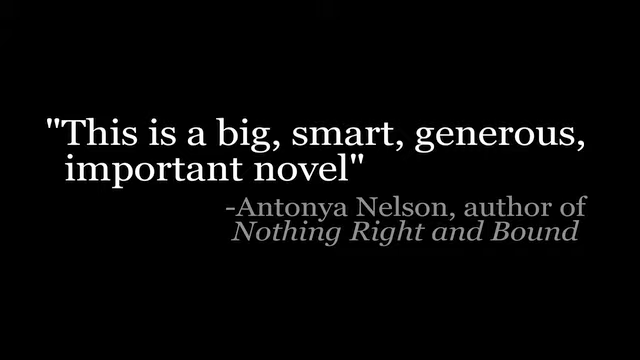 "This is a big, smart, generous,
important novel"
-Antonya Nelson, author of
Nothing Right and Bound